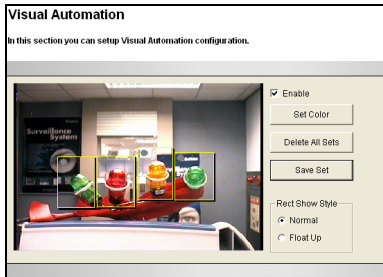 Visual Automation
In this section you can setup Visual Automation configuration.
Surveillance
System
Enable
Set Color
Delete All Sets
Save Set
Rect Show Style
Normal
Float Up